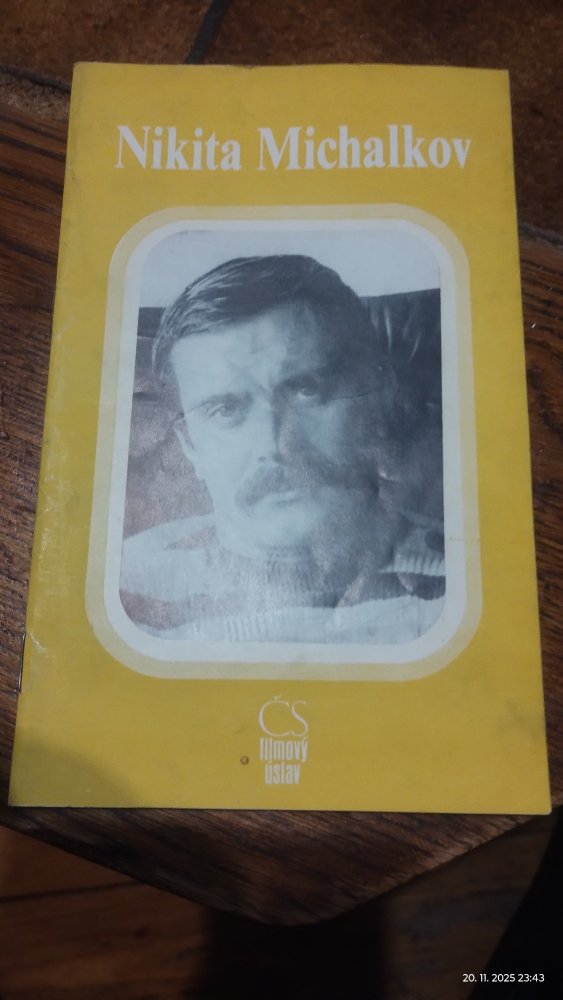 Nikita Michalkov
ČS
filmový
ústav
20. 11. 2025 23:43